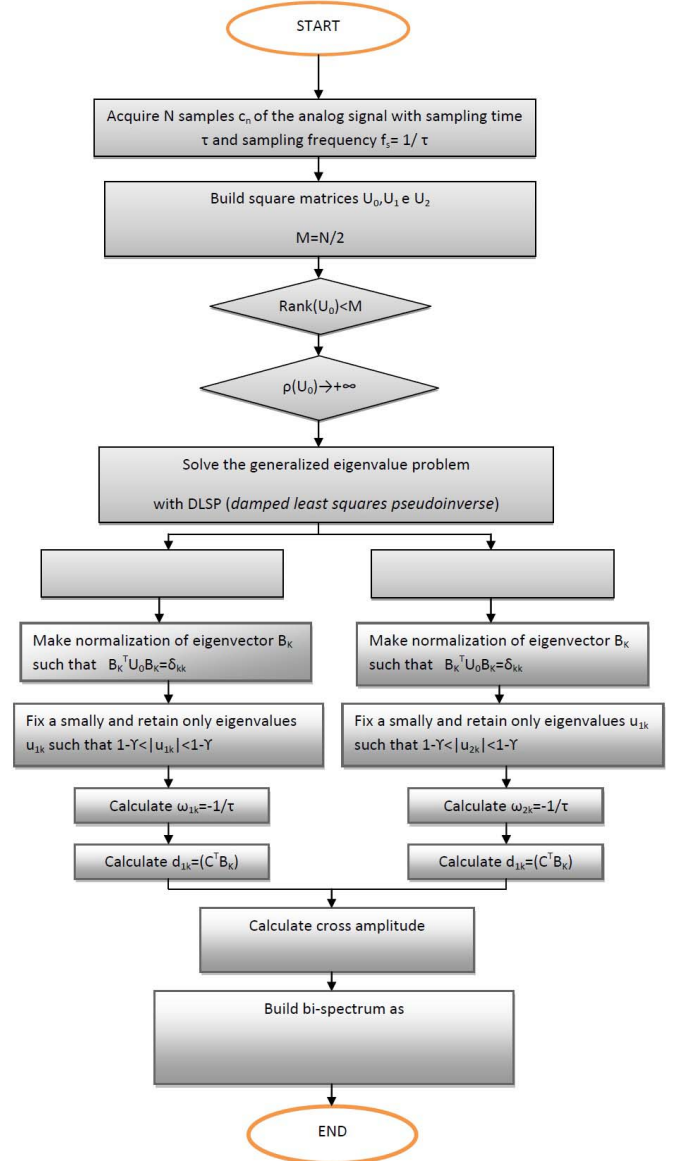 START
Acquire N samples cₙ of the analog signal with sampling time
τ and sampling frequency fₛ= 1/ τ
Build square matrices U₀,U₁ e U₂
M=N/2
Rank(U₀)<M
ρ(U₀)→+∞
Solve the generalized eigenvalue problem
with DLSP (damped least squares pseudoinverse)
Make normalization of eigenvector Bₖ
such that BₖᵀU₀Bₖ=δₖₖ
Make normalization of eigenvector Bₖ
such that BₖᵀU₀Bₖ=δₖₖ
Fix a smally and retain only eigenvalues
u₁ₖ such that 1-ϒ<|u₁ₖ|<1-ϒ
Fix a smally and retain only eigenvalues u₁ₖ
such that 1-ϒ<|u₂ₖ|<1-ϒ
Calculate ω₁ₖ=-1/τ
Calculate ω₂ₖ=-1/τ
Calculate d₁ₖ=(CᵀBₖ)
Calculate d₁ₖ=(CᵀBₖ)
Calculate cross amplitude
Build bi-spectrum as
END